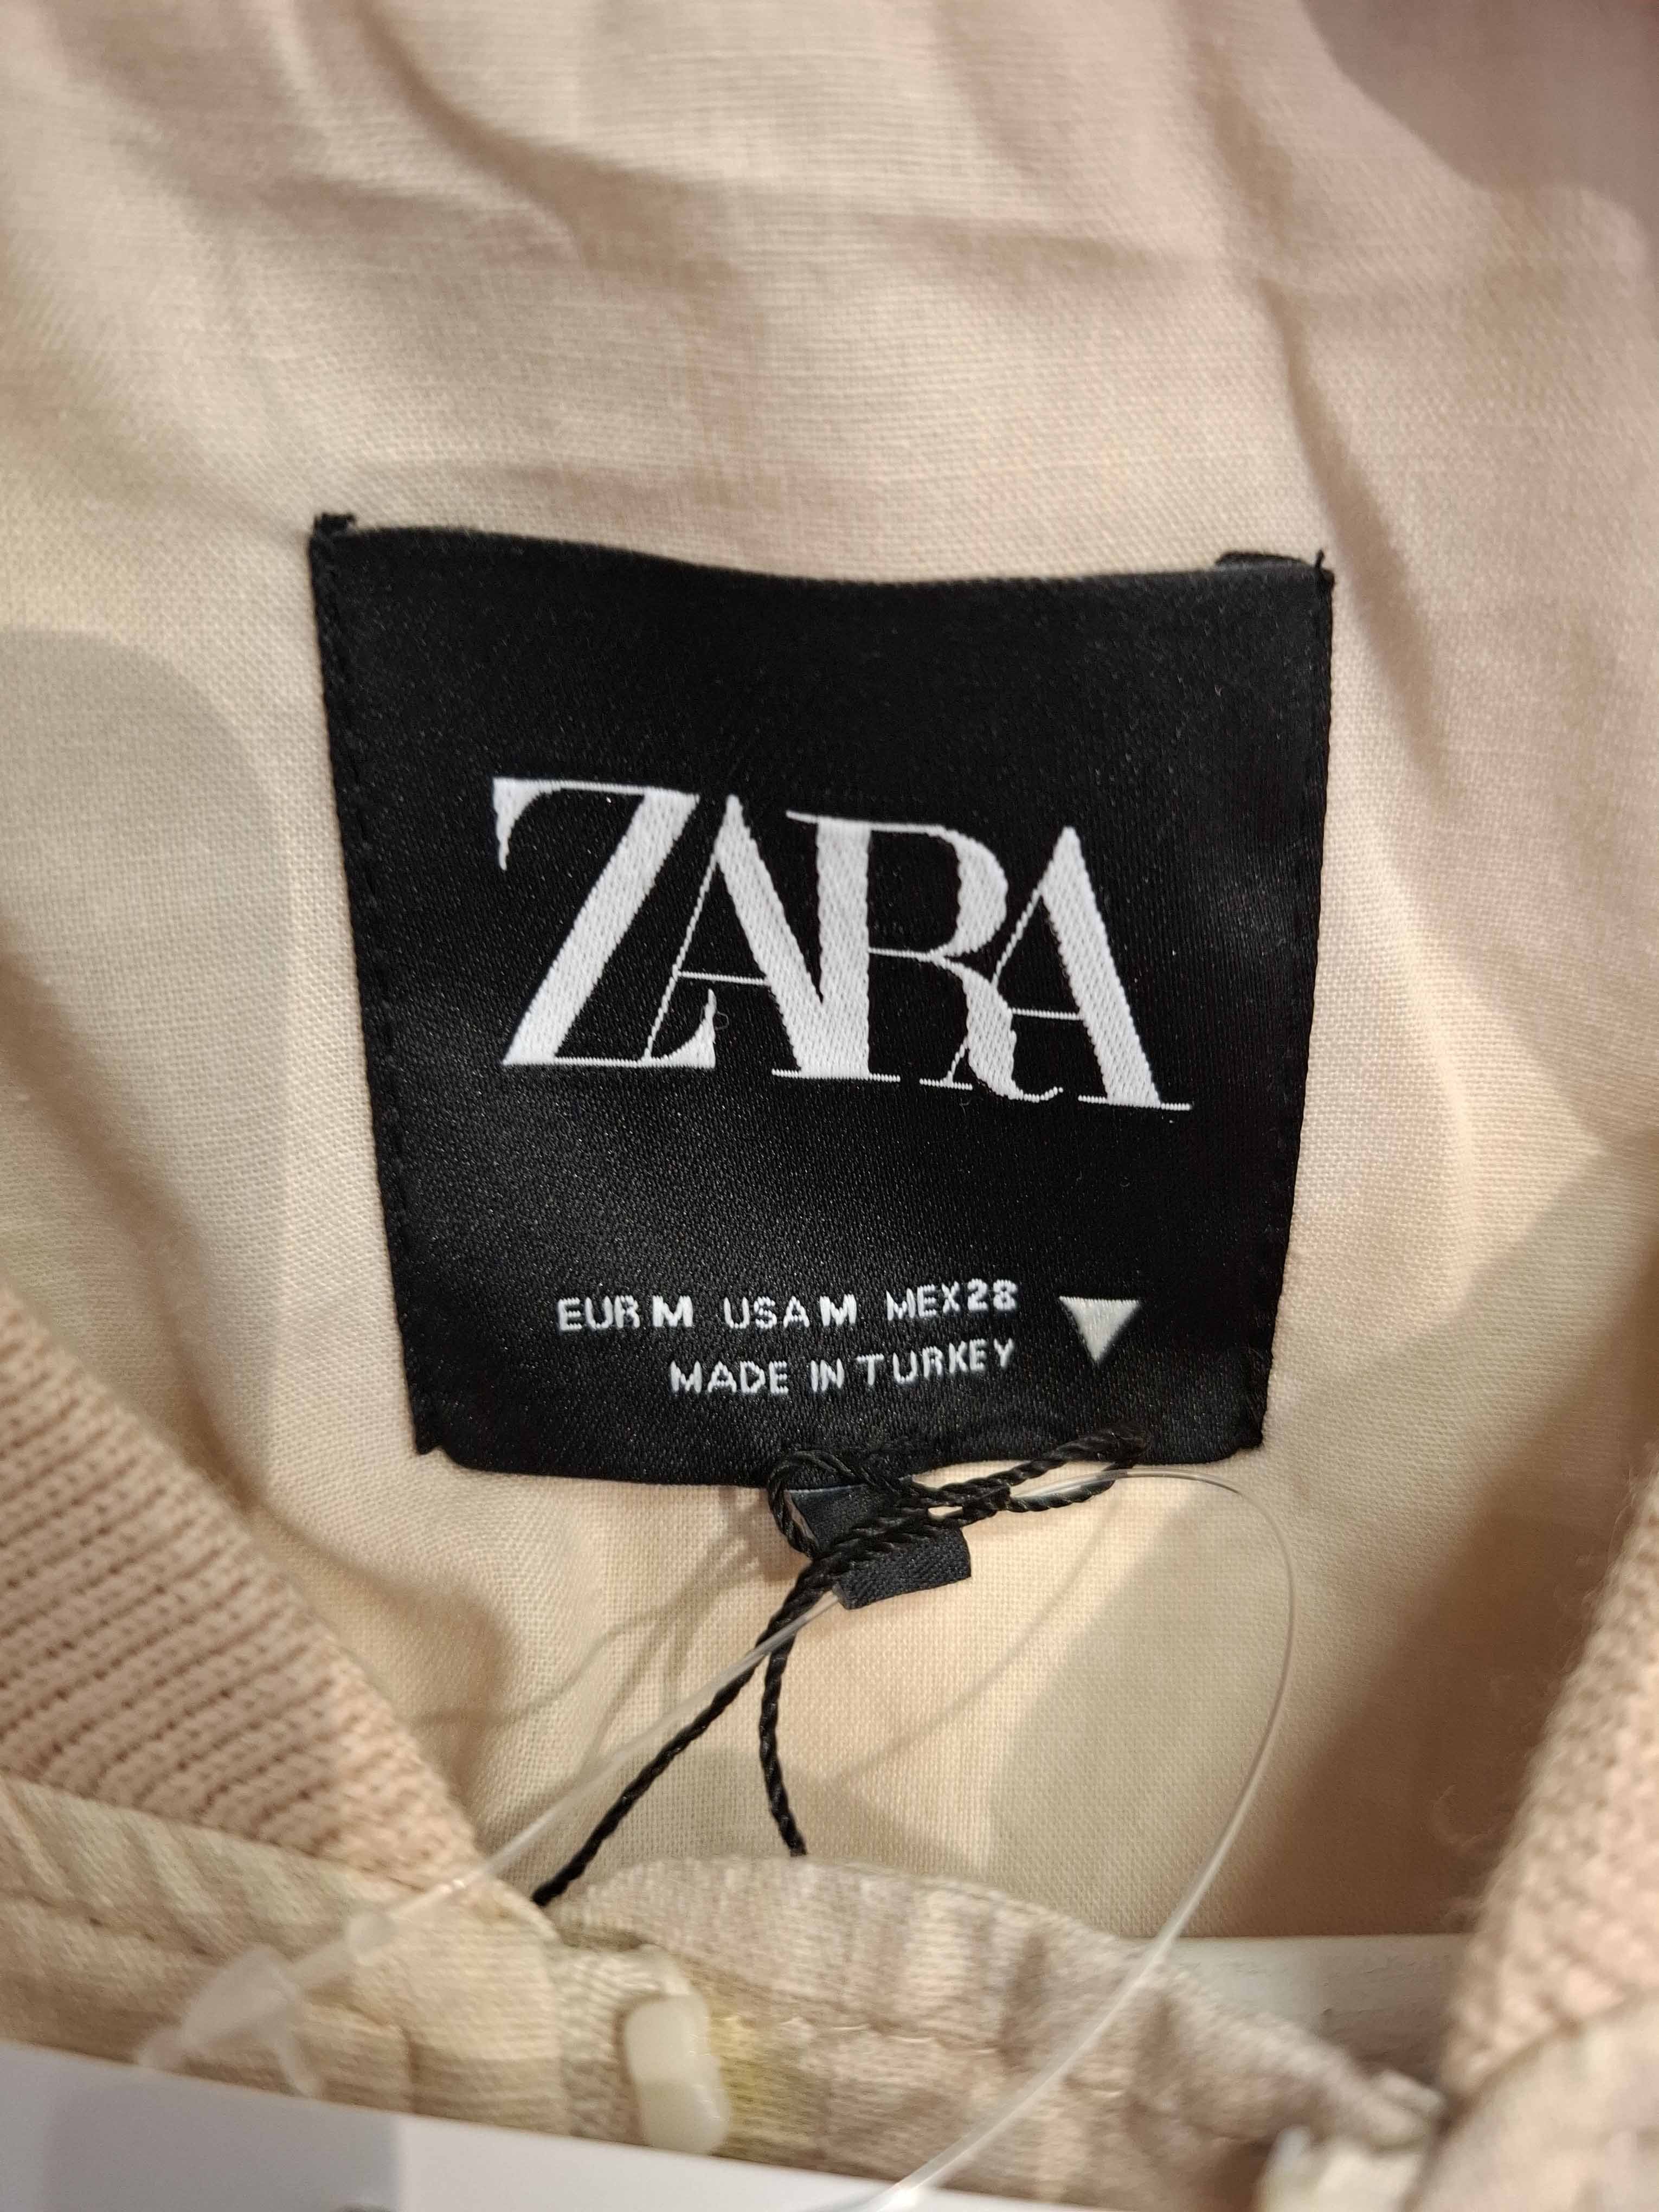 ZARA
EUR M USA M MEX 28
MADE IN TURKEY